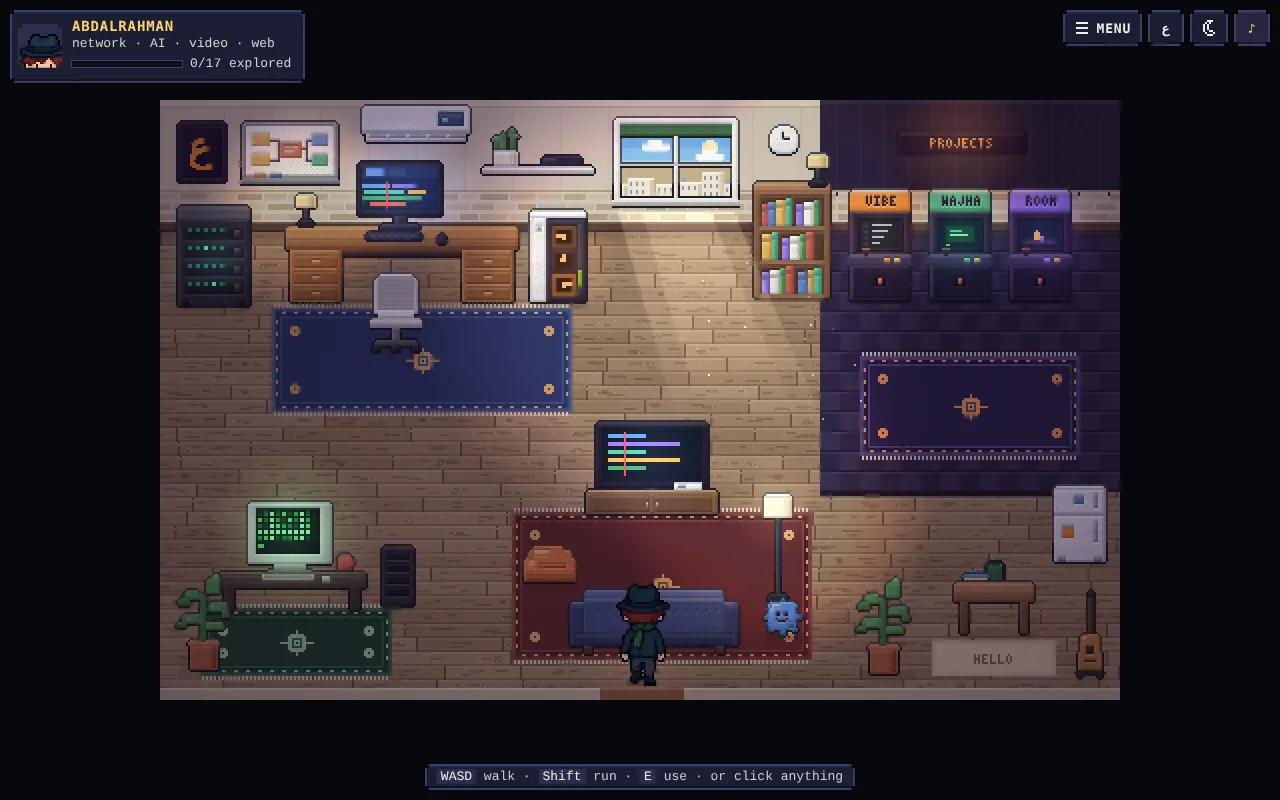 ABDALRAHMAN
network · AI · video · web
0/17 explored
☰ MENU
ع
☾
♪
ع
PROJECTS
VIBE
WAJHA
ROOM
HELLO
WASD walk · Shift run · E use · or click anything